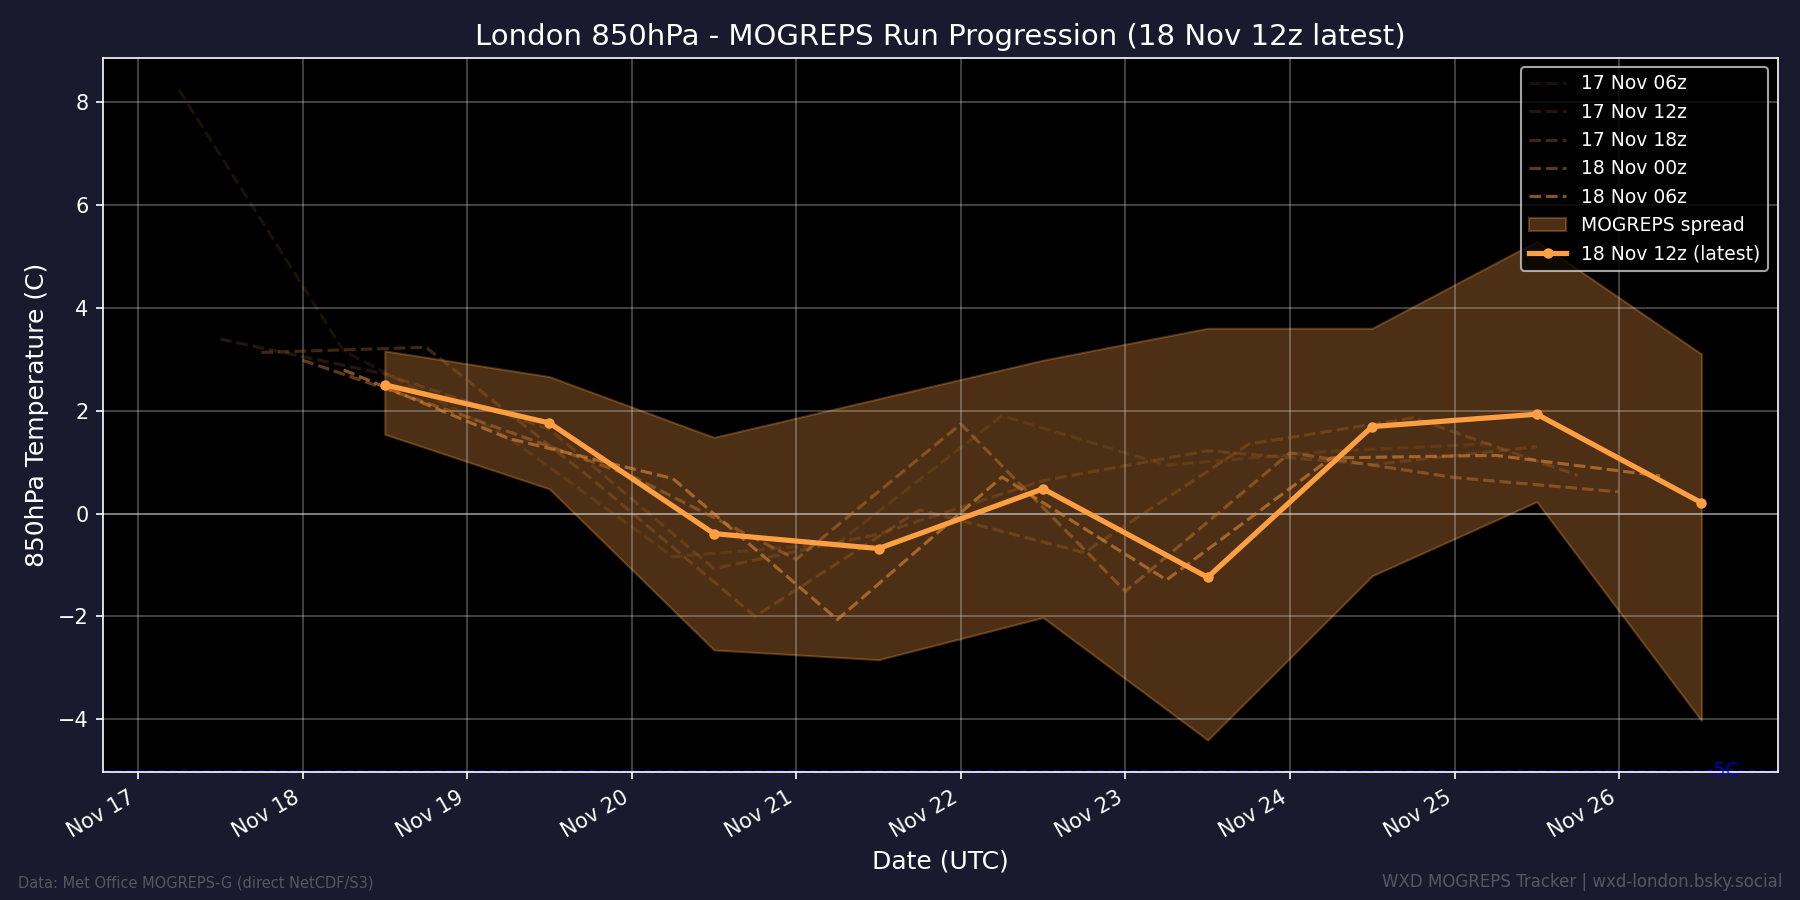 London 850hPa - MOGREPS Run Progression (18 Nov 12z latest)
17 Nov 06z
17 Nov 12z
17 Nov 18z
18 Nov 00z
18 Nov 06z
MOGREPS spread
18 Nov 12z (latest)
850hPa Temperature (C)
8
6
4
2
0
−2
−4
-5C
Nov 17
Nov 18
Nov 19
Nov 20
Nov 21
Nov 22
Nov 23
Nov 24
Nov 25
Nov 26
Date (UTC)
Data: Met Office MOGREPS-G (direct NetCDF/S3)
WXD MOGREPS Tracker | wxd-london.bsky.social